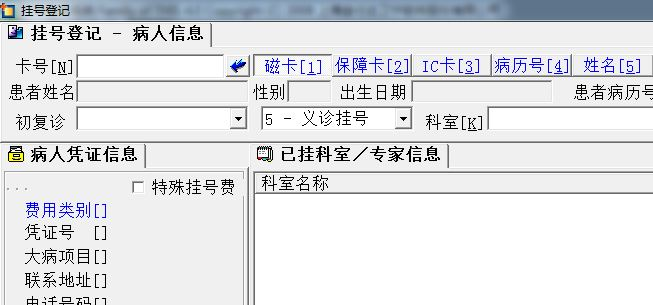 挂号登记
挂号登记 - 病人信息
卡号[N] 磁卡[1] 保障卡[2] IC卡[3] 病历号[4] 姓名[5]
患者姓名 性别 出生日期 患者病历号
初复诊 5 - 义诊挂号 科室[K]
病人凭证信息 已挂科室／专家信息
... 特殊挂号费 科室名称
费用类别[]
凭证号 []
大病项目[]
联系地址[]
电话号码[]